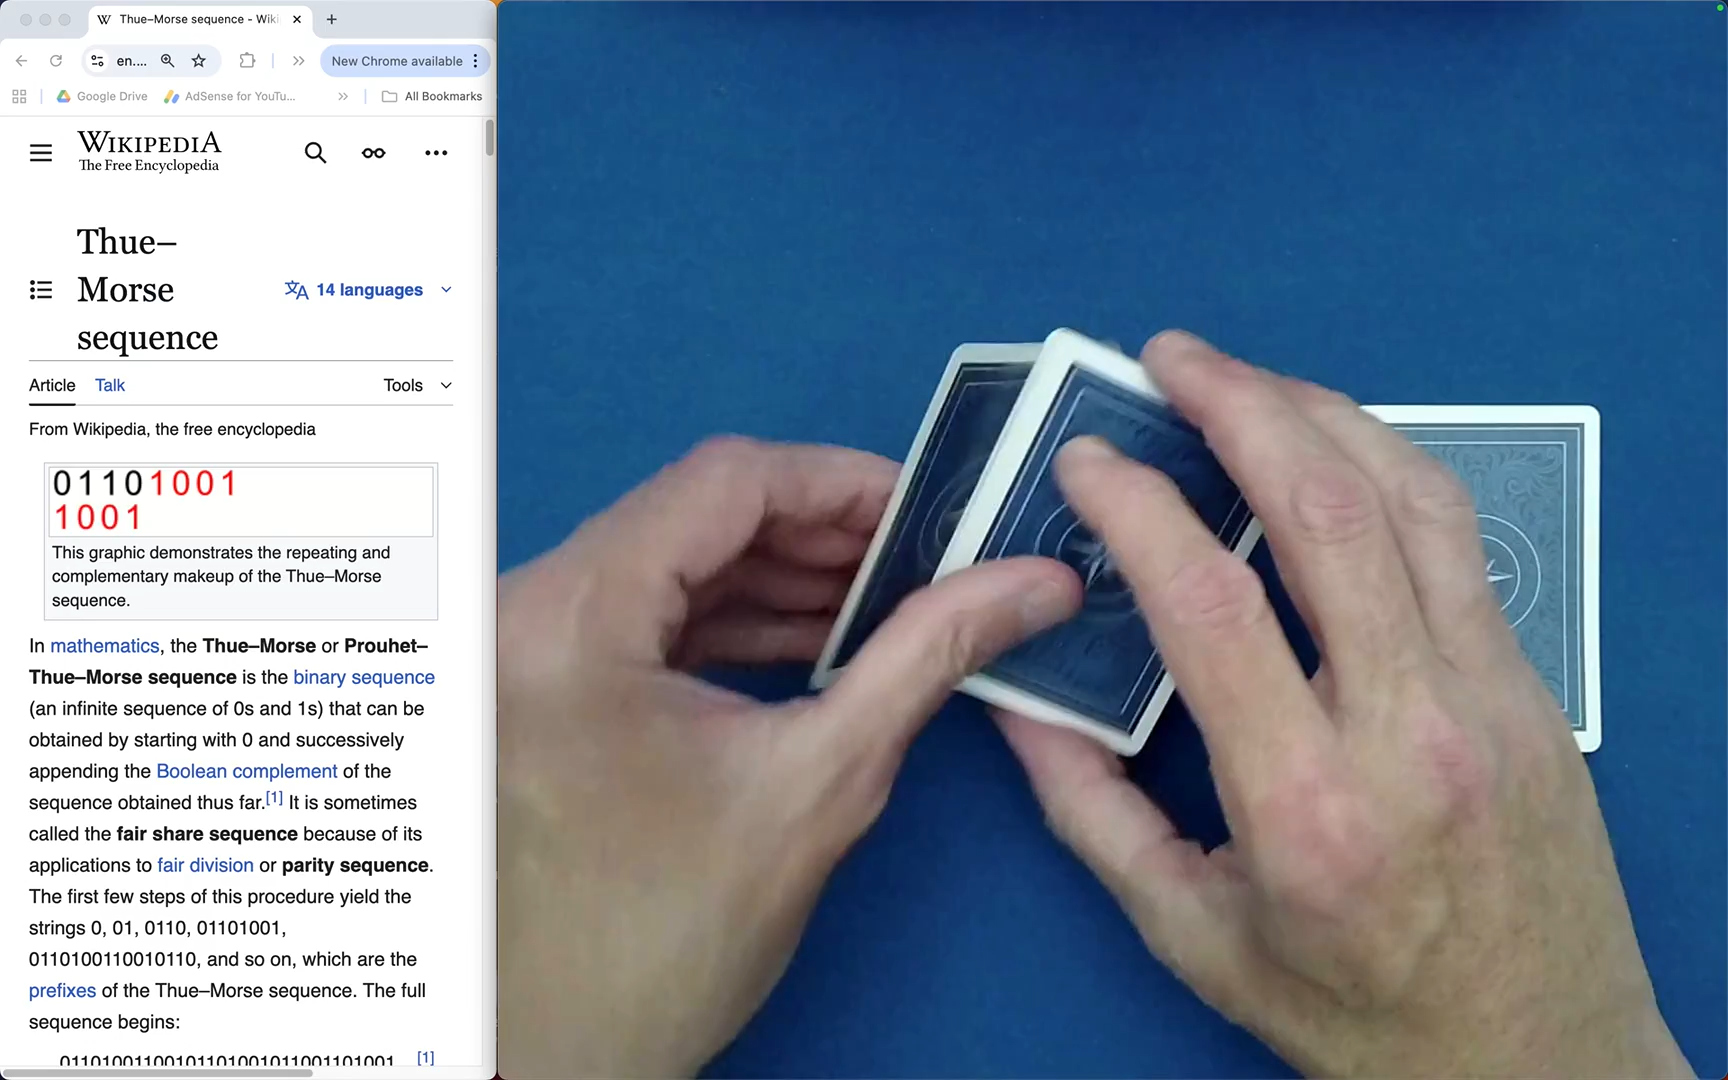 Thue–Morse sequence - Wiki
en....
New Chrome available
Google Drive
AdSense for YouTu...
All Bookmarks
WIKIPEDIA
The Free Encyclopedia
Thue–
Morse
sequence
14 languages
Article
Talk
Tools
From Wikipedia, the free encyclopedia
01101001
1001
This graphic demonstrates the repeating and
complementary makeup of the Thue–Morse
sequence.
In mathematics, the Thue–Morse or Prouhet–
Thue–Morse sequence is the binary sequence
(an infinite sequence of 0s and 1s) that can be
obtained by starting with 0 and successively
appending the Boolean complement of the
sequence obtained thus far.[1] It is sometimes
called the fair share sequence because of its
applications to fair division or parity sequence.
The first few steps of this procedure yield the
strings 0, 01, 0110, 01101001,
0110100110010110, and so on, which are the
prefixes of the Thue–Morse sequence. The full
sequence begins:
01101001100101101001011001101001 [1]